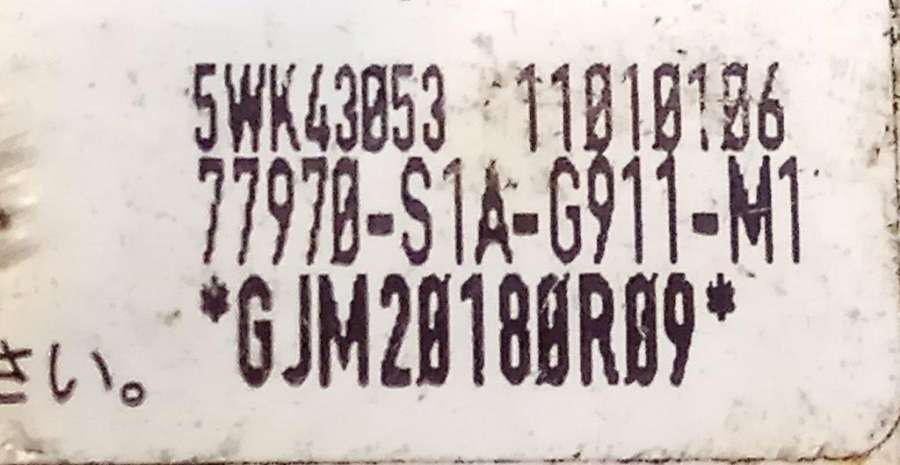 5WK43053 11010106
77970-S1A-G911-M1
*GJM20180R09*
さい。